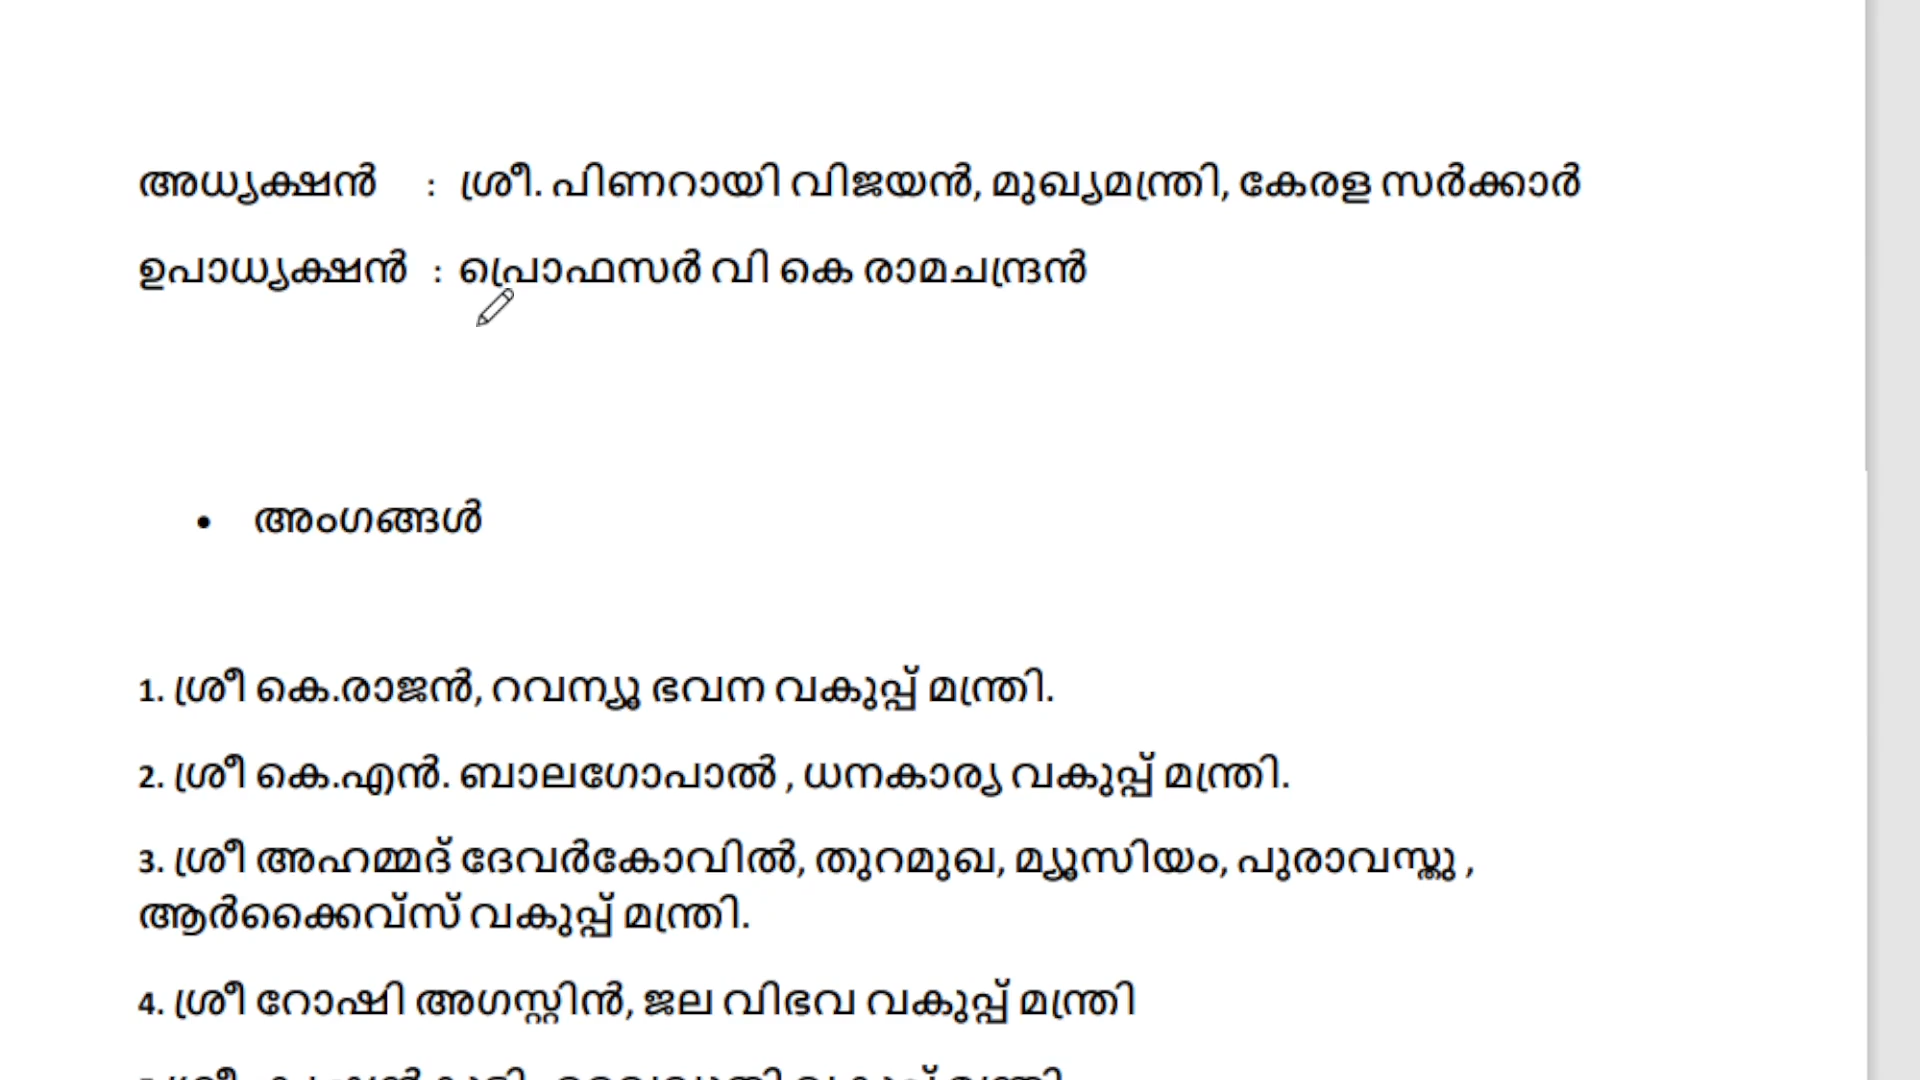 അധ്യക്ഷൻ : ശ്രീ. പിണറായി വിജയൻ, മുഖ്യമന്ത്രി, കേരള സർക്കാർ
ഉപാധ്യക്ഷൻ : പ്രൊഫസർ വി കെ രാമചന്ദ്രൻ
• അംഗങ്ങൾ
1. ശ്രീ കെ.രാജൻ, റവന്യൂ ഭവന വകുപ്പ് മന്ത്രി.
2. ശ്രീ കെ.എൻ. ബാലഗോപാൽ , ധനകാര്യ വകുപ്പ് മന്ത്രി.
3. ശ്രീ അഹമ്മദ് ദേവർകോവിൽ, തുറമുഖ, മ്യൂസിയം, പുരാവസ്തു ,
ആർക്കൈവ്സ് വകുപ്പ് മന്ത്രി.
4. ശ്രീ റോഷി അഗസ്റ്റിൻ, ജല വിഭവ വകുപ്പ് മന്ത്രി